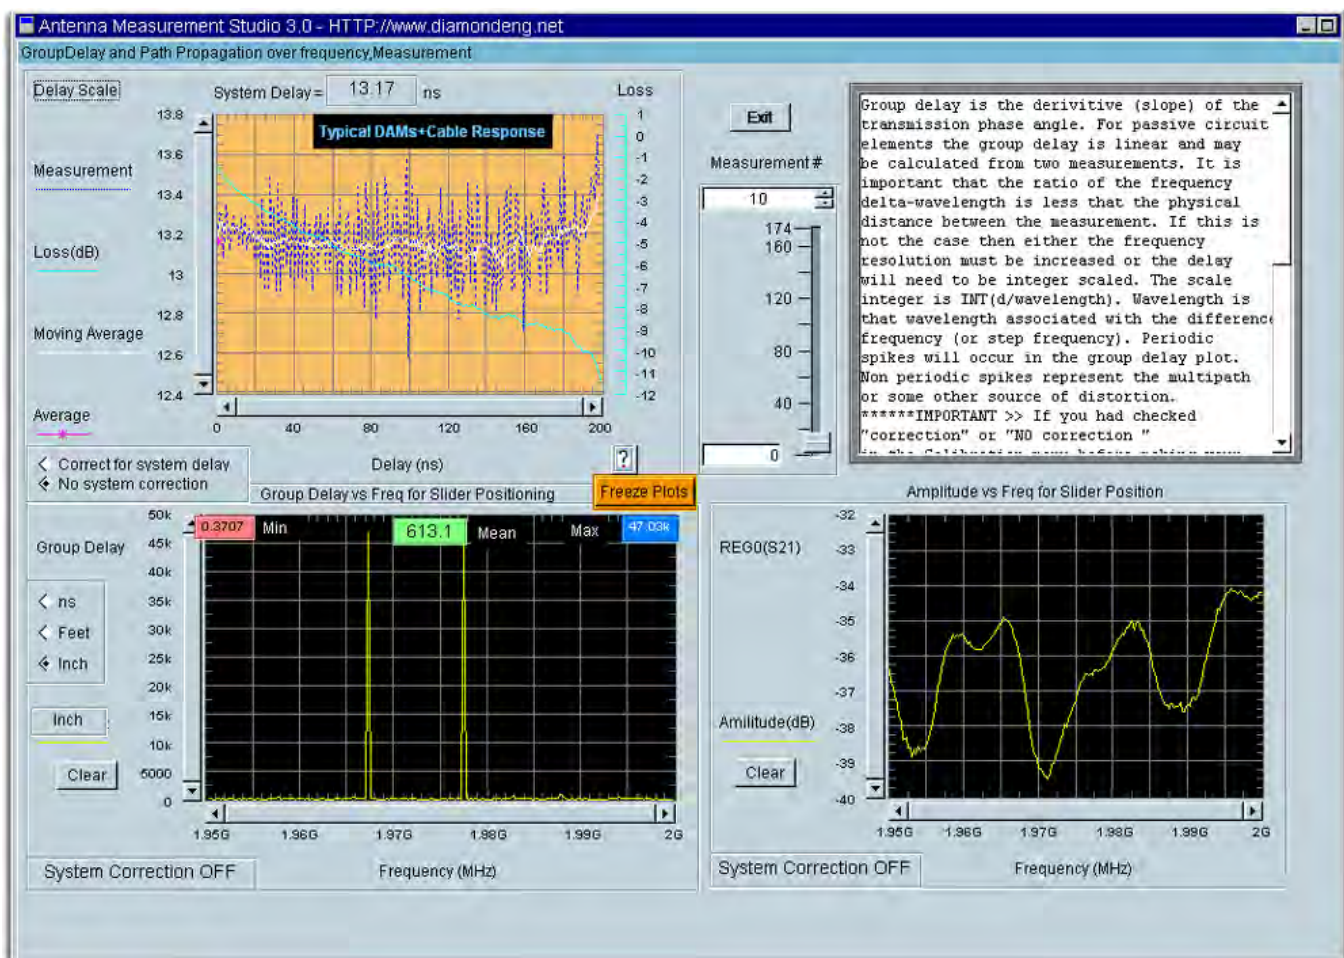 Antenna Measurement Studio 3.0 - HTTP://www.diamondeng.net
GroupDelay and Path Propagation over frequency,Measurement
Delay Scale
System Delay= 13.17 ns
Loss
Typical DAMs+Cable Response
13.8
13.6
13.4
13.2
13
12.8
12.6
12.4
Measurement
Loss(dB)
Moving Average
Average
1
0
-1
-2
-3
-4
-5
-6
-7
-8
-9
-10
-11
-12
0 40 80 120 160 200
Delay (ns)
Correct for system delay
No system correction
?
Exit
Measurement #
10
174
160
120
80
40
0
Group delay is the derivitive (slope) of the
transmission phase angle. For passive circuit
elements the group delay is linear and may
be calculated from two measurements. It is
important that the ratio of the frequency
delta-wavelength is less that the physical
distance between the measurement. If this is
not the case then either the frequency
resolution must be increased or the delay
will need to be integer scaled. The scale
integer is INT(d/wavelength). Wavelength is
that wavelength associated with the difference
frequency (or step frequency). Periodic
spikes will occur in the group delay plot.
Non periodic spikes represent the multipath
or some other source of distortion.
******IMPORTANT >> If you had checked
"correction" or "NO correction "
Group Delay vs Freq for Slider Positioning
Freeze Plots
0.3707 Min 613.1 Mean Max 47.03k
Group Delay
ns
Feet
Inch
Inch
Clear
50k
45k
40k
35k
30k
25k
20k
15k
10k
5000
0
1.95G 1.96G 1.97G 1.98G 1.99G 2G
System Correction OFF
Frequency (MHz)
Amplitude vs Freq for Slider Position
REG0(S21)
Amilitude(dB)
Clear
-32
-33
-34
-35
-36
-37
-38
-39
-40
1.95G 1.96G 1.97G 1.98G 1.99G 2G
System Correction OFF
Frequency (MHz)